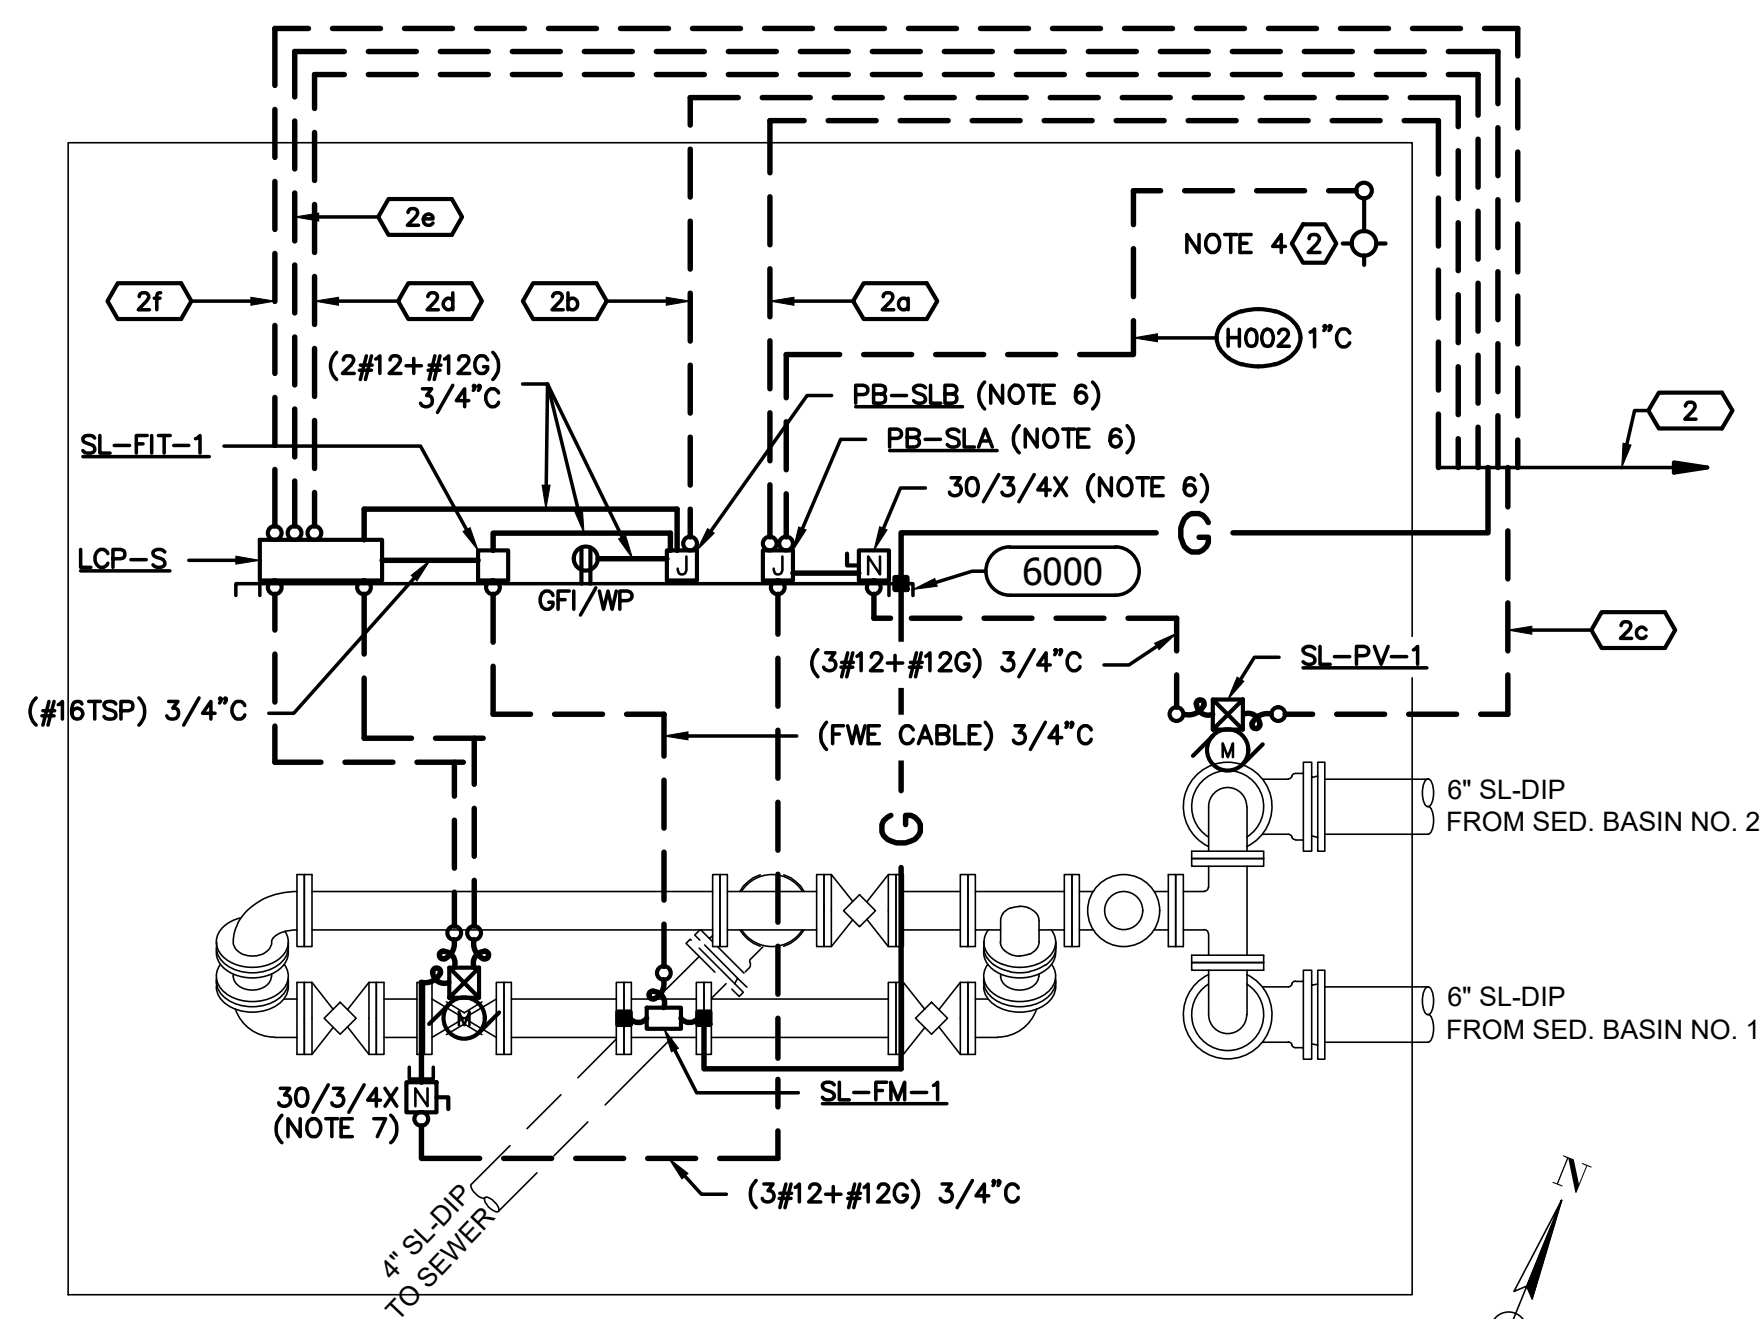 2e
NOTE 4 2
2f
2d
2b
2a
H002 1"C
(2#12+#12G)
3/4"C
PB-SLB (NOTE 6)
2
SL-FIT-1
PB-SLA (NOTE 6)
30/3/4X (NOTE 6)
G
LCP-S
J
J
N
6000
GFI/WP
2c
(3#12+#12G) 3/4"C
SL-PV-1
(#16TSP) 3/4"C
(FWE CABLE) 3/4"C
M
6" SL-DIP
FROM SED. BASIN NO. 2
G
6" SL-DIP
FROM SED. BASIN NO. 1
M
30/3/4X
(NOTE 7)
N
SL-FM-1
(3#12+#12G) 3/4"C
4" SL-DIP
TO SEWER
N